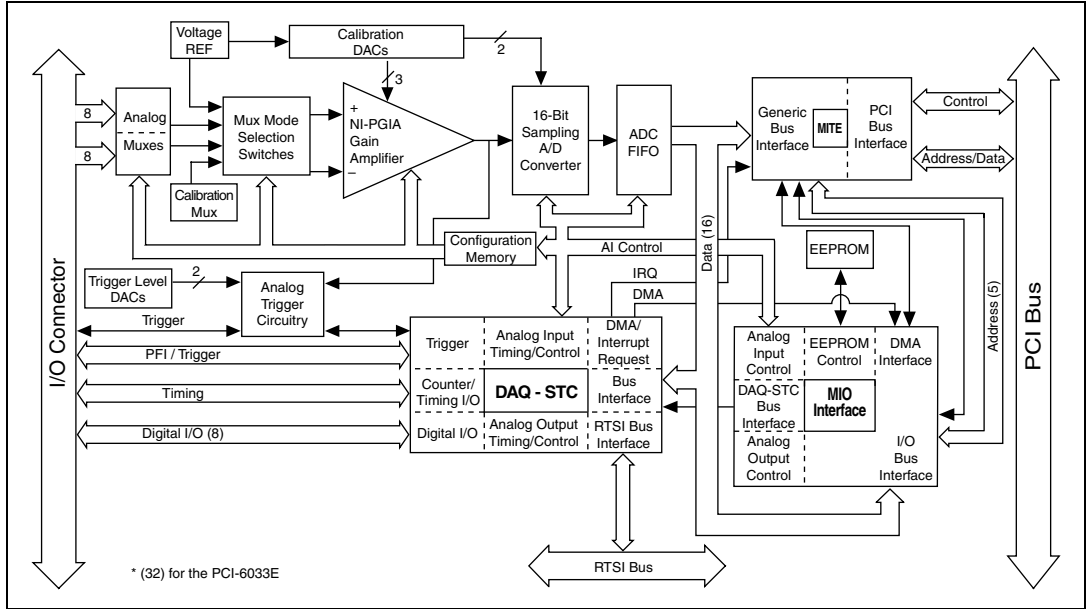 Voltage
REF
Calibration
DACs
2
3
8
8
Analog
Muxes
Mux Mode
Selection
Switches
+
NI-PGIA
Gain
Amplifier
–
16-Bit
Sampling
A/D
Converter
ADC
FIFO
Generic
Bus
Interface
MITE
PCI
Bus
Interface
Control
Address/Data
Calibration
Mux
Configuration
Memory
AI Control
Data (16)
EEPROM
Address (5)
IRQ
DMA
I/O Connector
PCI Bus
Trigger Level
DACs
2
Analog
Trigger
Circuitry
Trigger
PFI / Trigger
Timing
Digital I/O (8)
Trigger
Analog Input
Timing/Control
DMA/
Interrupt
Request
Counter/
Timing I/O
DAQ - STC
Bus
Interface
Digital I/O
Analog Output
Timing/Control
RTSI Bus
Interface
Analog
Input
Control
EEPROM
Control
DMA
Interface
DAQ-STC
Bus
Interface
MIO
Interface
Analog
Output
Control
I/O
Bus
Interface
RTSI Bus
* (32) for the PCI-6033E